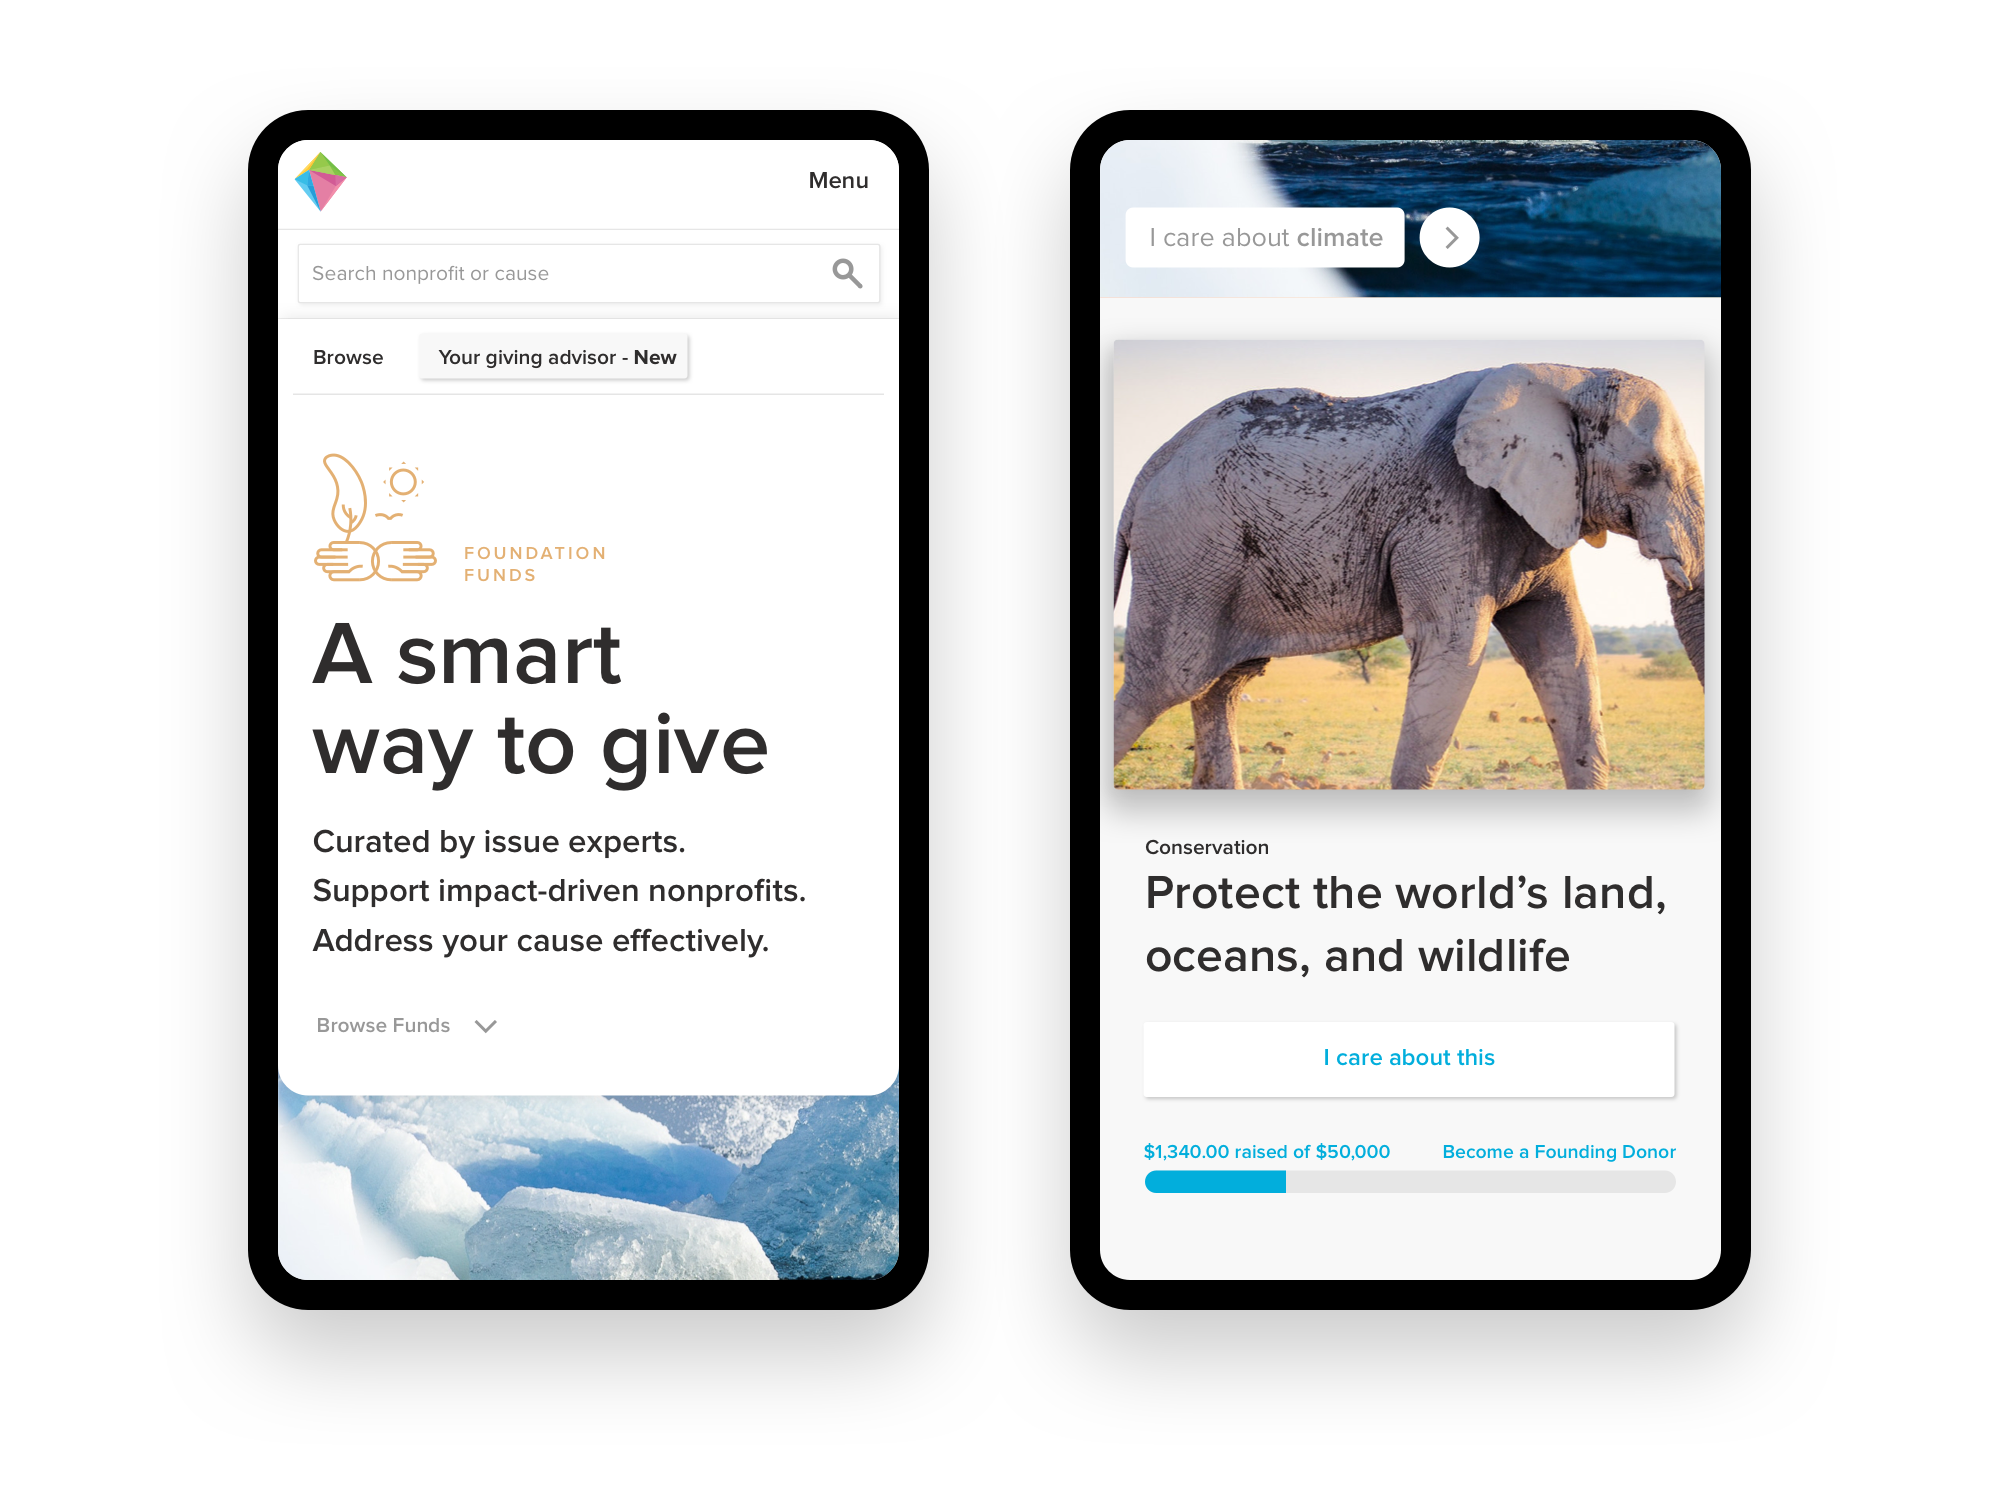 Menu
Search nonprofit or cause
Browse
Your giving advisor - New
FOUNDATION
FUNDS
A smart
way to give
Curated by issue experts.
Support impact-driven nonprofits.
Address your cause effectively.
Browse Funds
I care about climate
Conservation
Protect the world’s land,
oceans, and wildlife
I care about this
$1,340.00 raised of $50,000
Become a Founding Donor